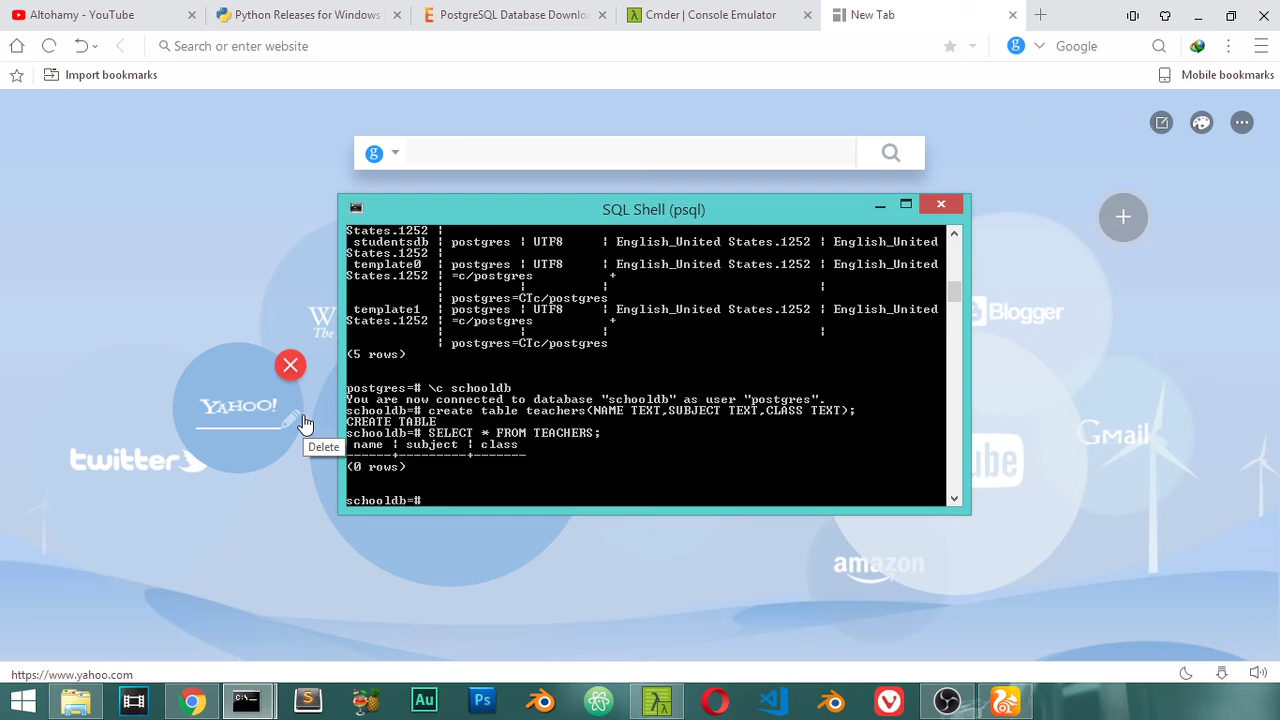 Altohamy - YouTube
Python Releases for Windows
PostgreSQL Database Downlo
Cmder | Console Emulator
New Tab
Search or enter website
Google
Import bookmarks
Mobile bookmarks
SQL Shell (psql)
States.1252 |
studentsdb | postgres | UTF8 | English_United States.1252 | English_United
States.1252 |
template0 | postgres | UTF8 | English_United States.1252 | English_United
States.1252 | =c/postgres +
| | | |
| postgres=CTc/postgres
template1 | postgres | UTF8 | English_United States.1252 | English_United
States.1252 | =c/postgres +
| | | |
| postgres=CTc/postgres
(5 rows)
postgres=# \c schooldb
You are now connected to database "schooldb" as user "postgres".
schooldb=# create table teachers(NAME TEXT,SUBJECT TEXT,CLASS TEXT);
CREATE TABLE
schooldb=# SELECT * FROM TEACHERS;
name | subject | class
------+---------+-------
(0 rows)
schooldb=#
W
The
Blogger
YAHOO!
Delete
twitter
Gmail
ube
amazon
https://www.yahoo.com
Au
Ps